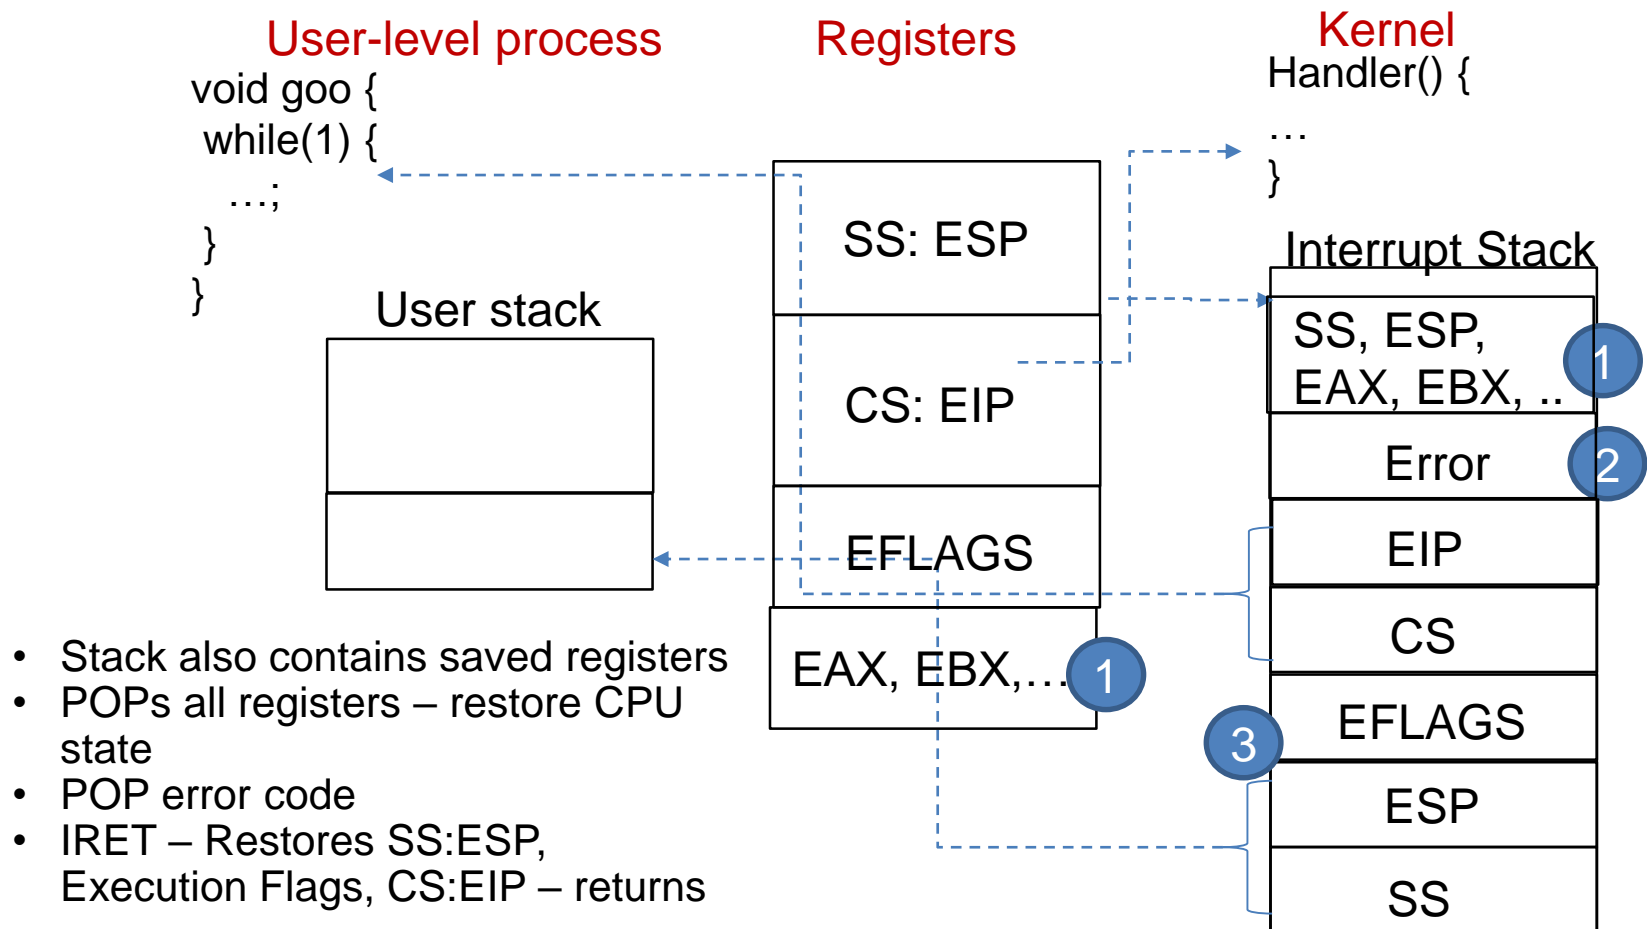 User-level process
void goo {
while(1) {
…;
}
}
User stack
Registers
SS: ESP
CS: EIP
EFLAGS
EAX, EBX,…
1
Kernel
Handler() {
…
}
Interrupt Stack
SS, ESP,
EAX, EBX, ..
1
Error
2
EIP
CS
EFLAGS
3
ESP
SS
• Stack also contains saved registers
• POPs all registers – restore CPU
state
• POP error code
• IRET – Restores SS:ESP,
Execution Flags, CS:EIP – returns